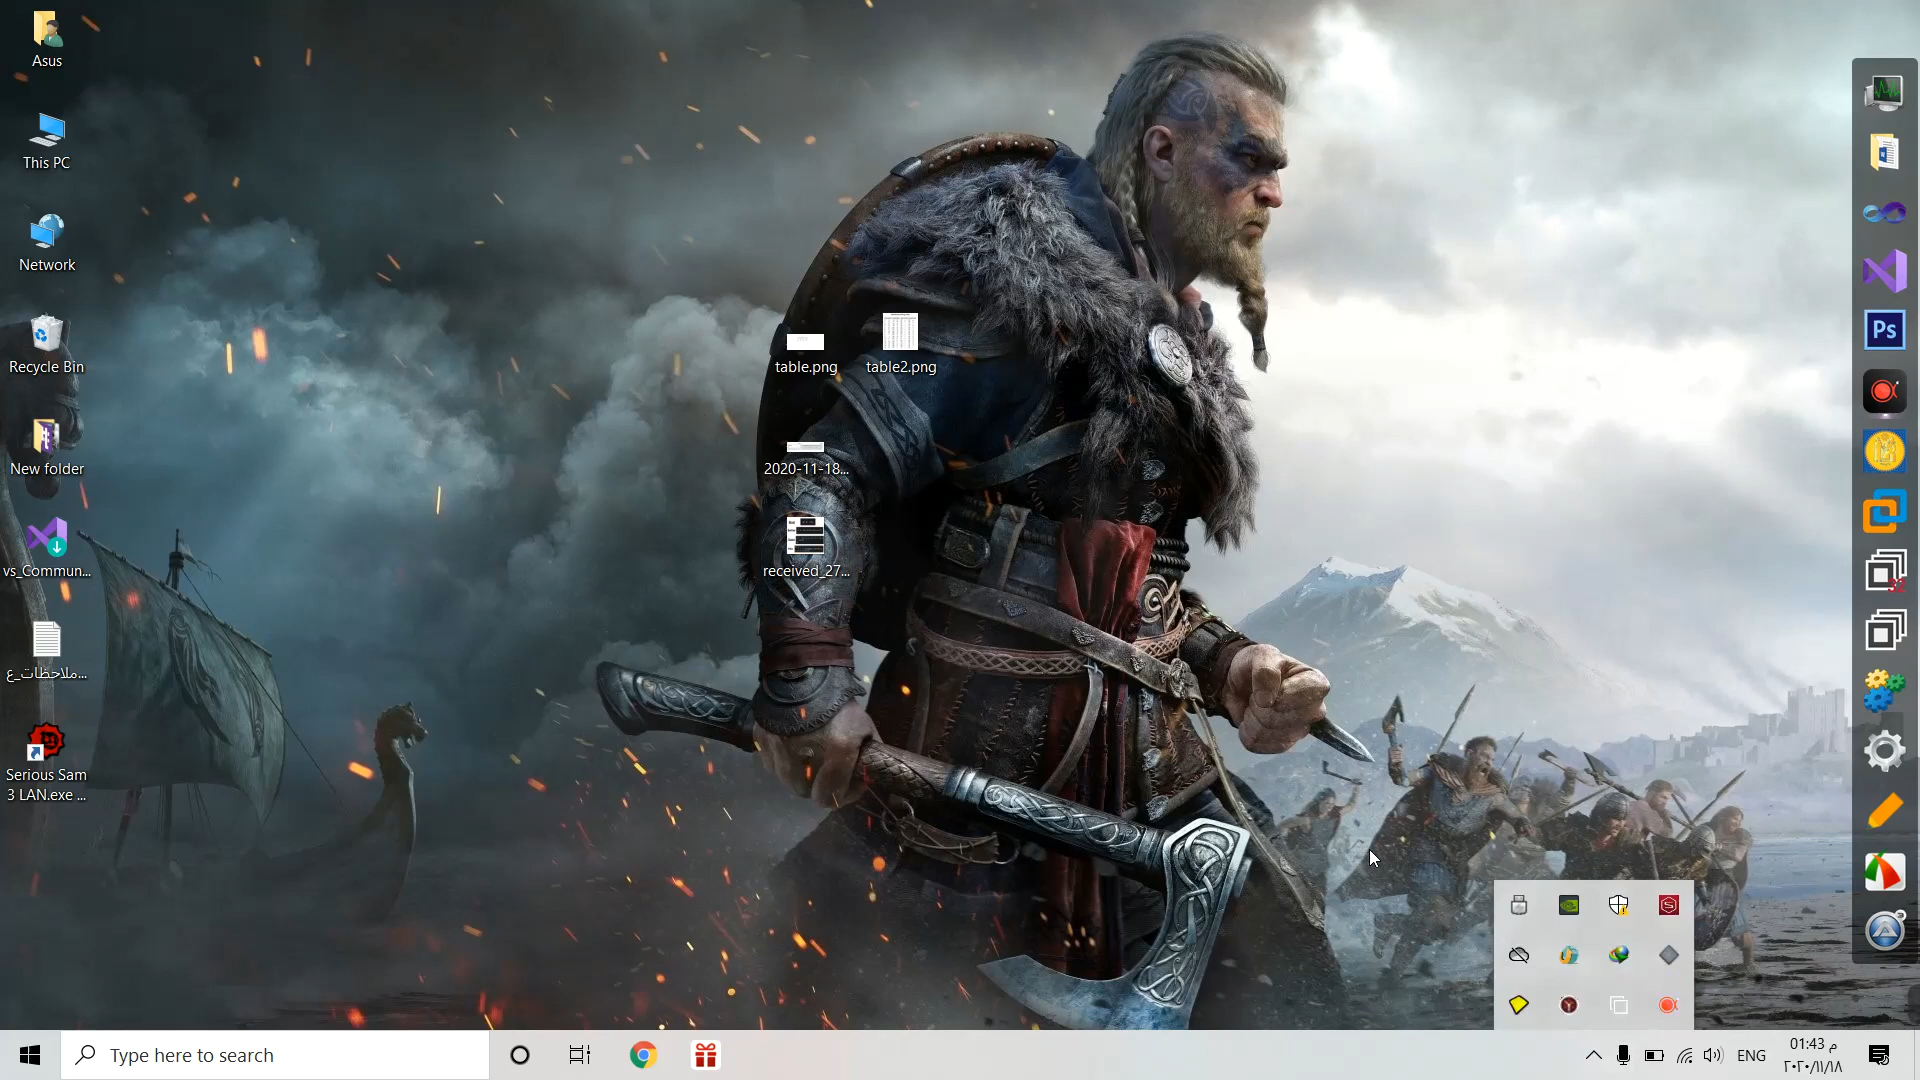 Asus
This PC
Network
Recycle Bin
New folder
vs_Commun...
ملاحظات_ع...
Serious Sam
3 LAN.exe ...
table.png
table2.png
2020-11-18...
received_27...
Ps
32
Type here to search
ENG
01:43 م
٢٠٢٠/١١/١٨